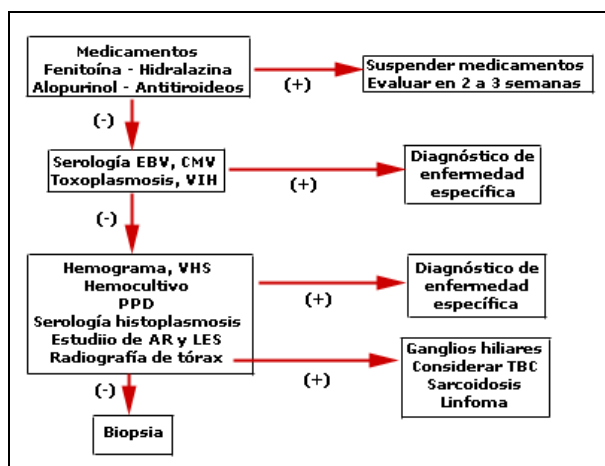 Medicamentos
Fenitoína - Hidralazina
Alopurinol - Antitiroideos
(+)
Suspender medicamentos
Evaluar en 2 a 3 semanas
(-)
Serología EBV, CMV
Toxoplasmosis, VIH
(+)
Diagnóstico de
enfermedad
específica
(-)
Hemograma, VHS
Hemocultivo
PPD
Serología histoplasmosis
Estudiio de AR y LES
Radiografía de tórax
(+)
Diagnóstico de
enfermedad
específica
(+)
Ganglios hiliares
Considerar TBC
Sarcoidosis
Linfoma
(-)
Biopsia